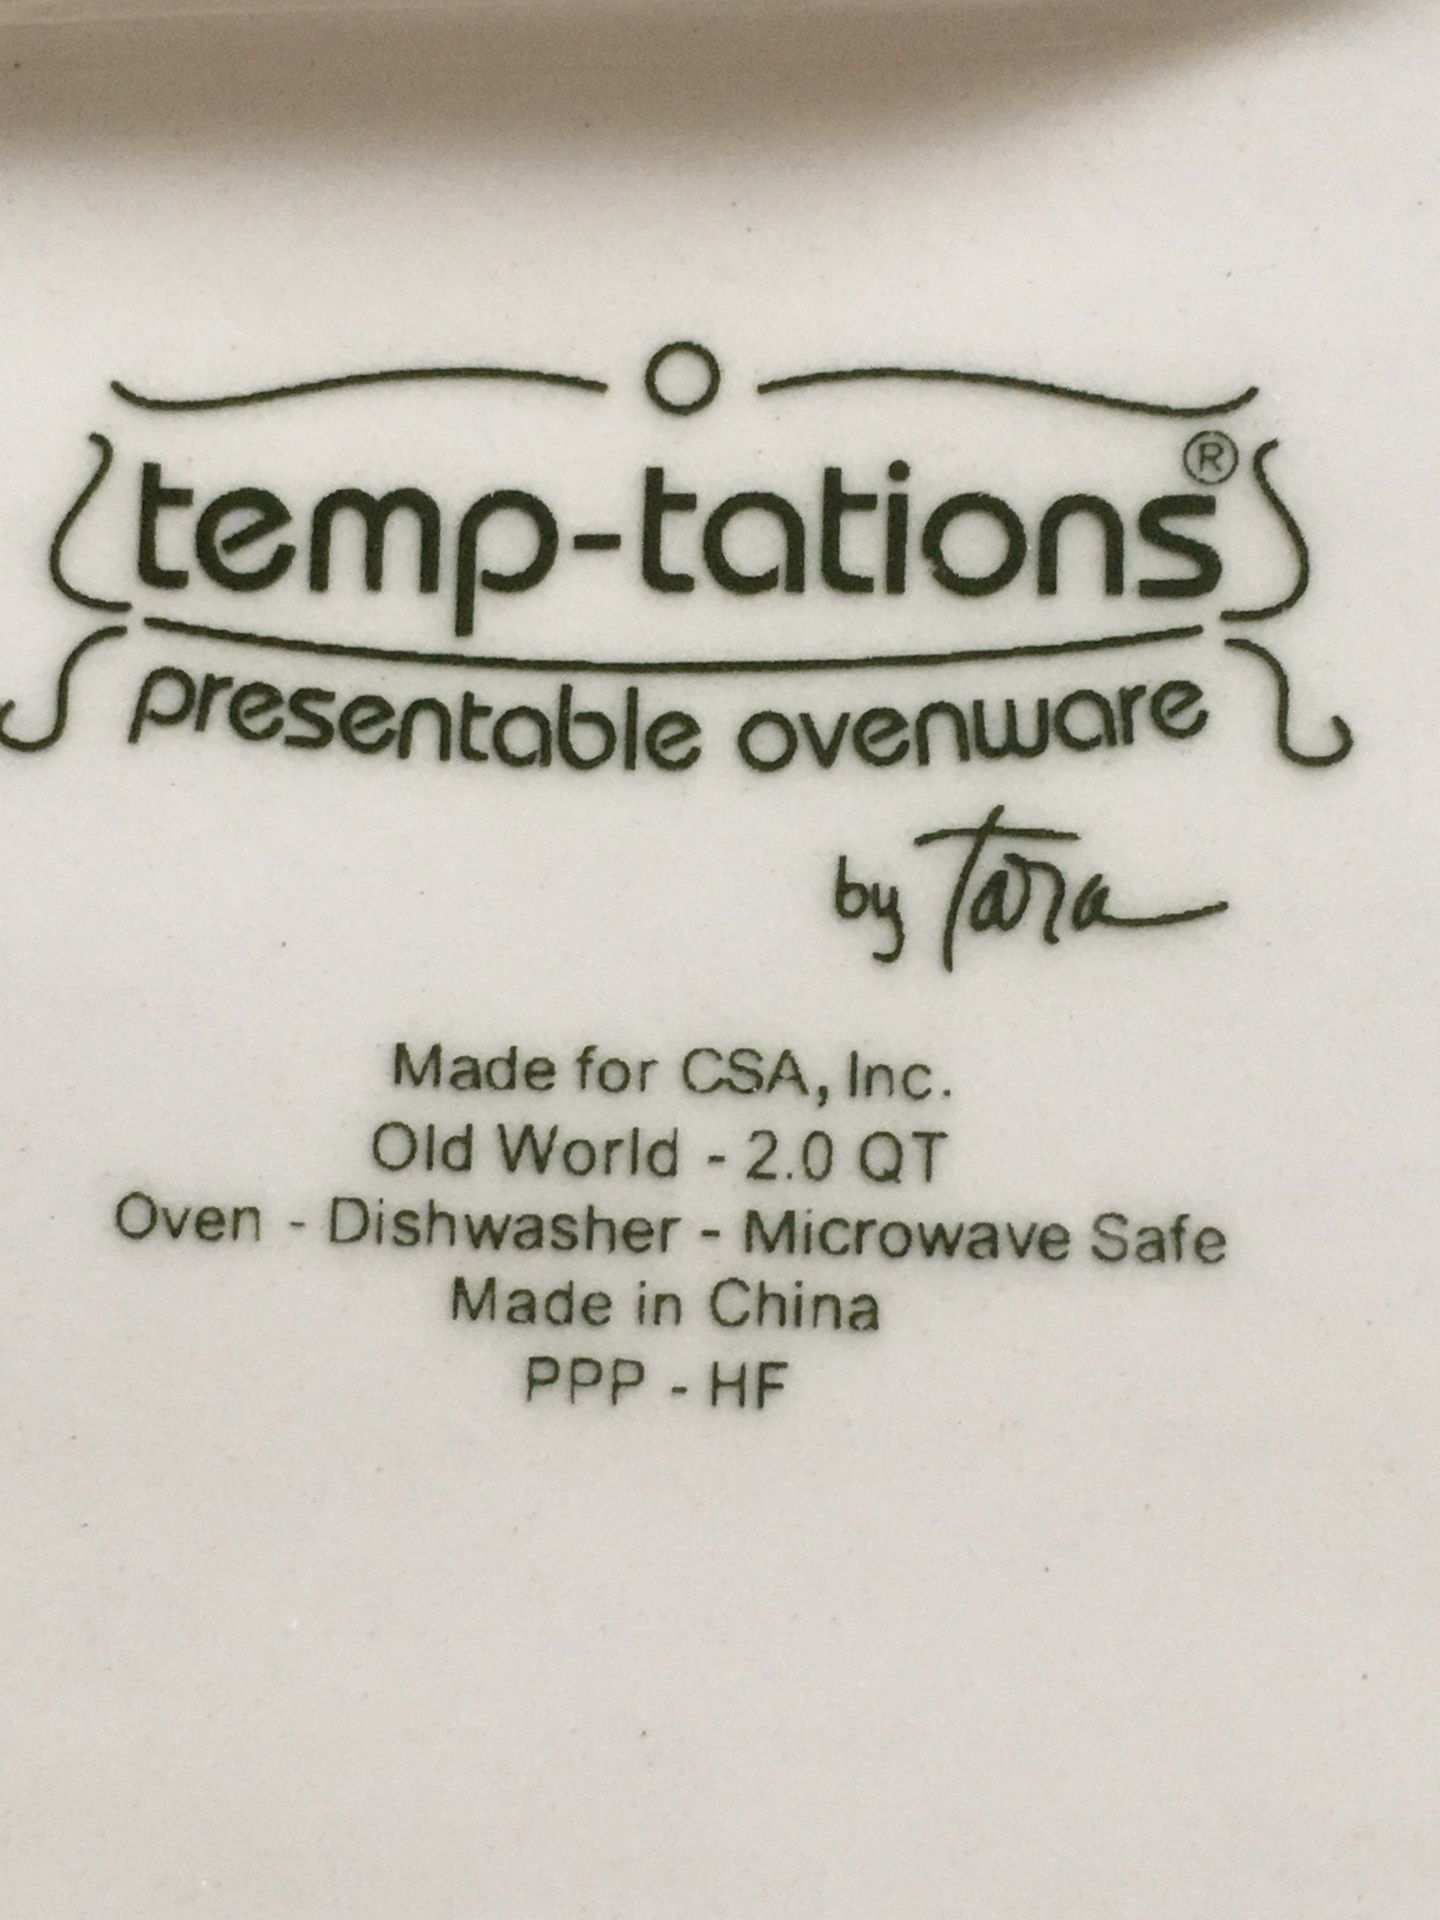 temp-tations®
presentable ovenware
by Tara
Made for CSA, Inc.
Old World - 2.0 QT
Oven - Dishwasher - Microwave Safe
Made in China
PPP - HF